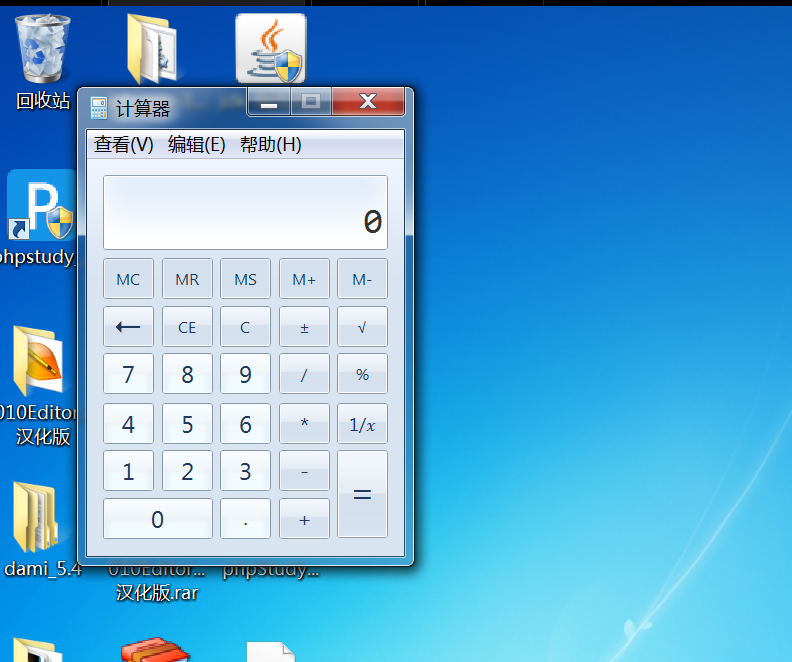 回收站
计算器
查看(V) 编辑(E) 帮助(H)
0
MC MR MS M+ M-
← CE C ± √
7 8 9 / %
4 5 6 * 1/x
1 2 3 - =
0 . +
phpstudy_
010Editor
汉化版
dami_5.4
010Editor...
汉化版.rar
phpStudy...